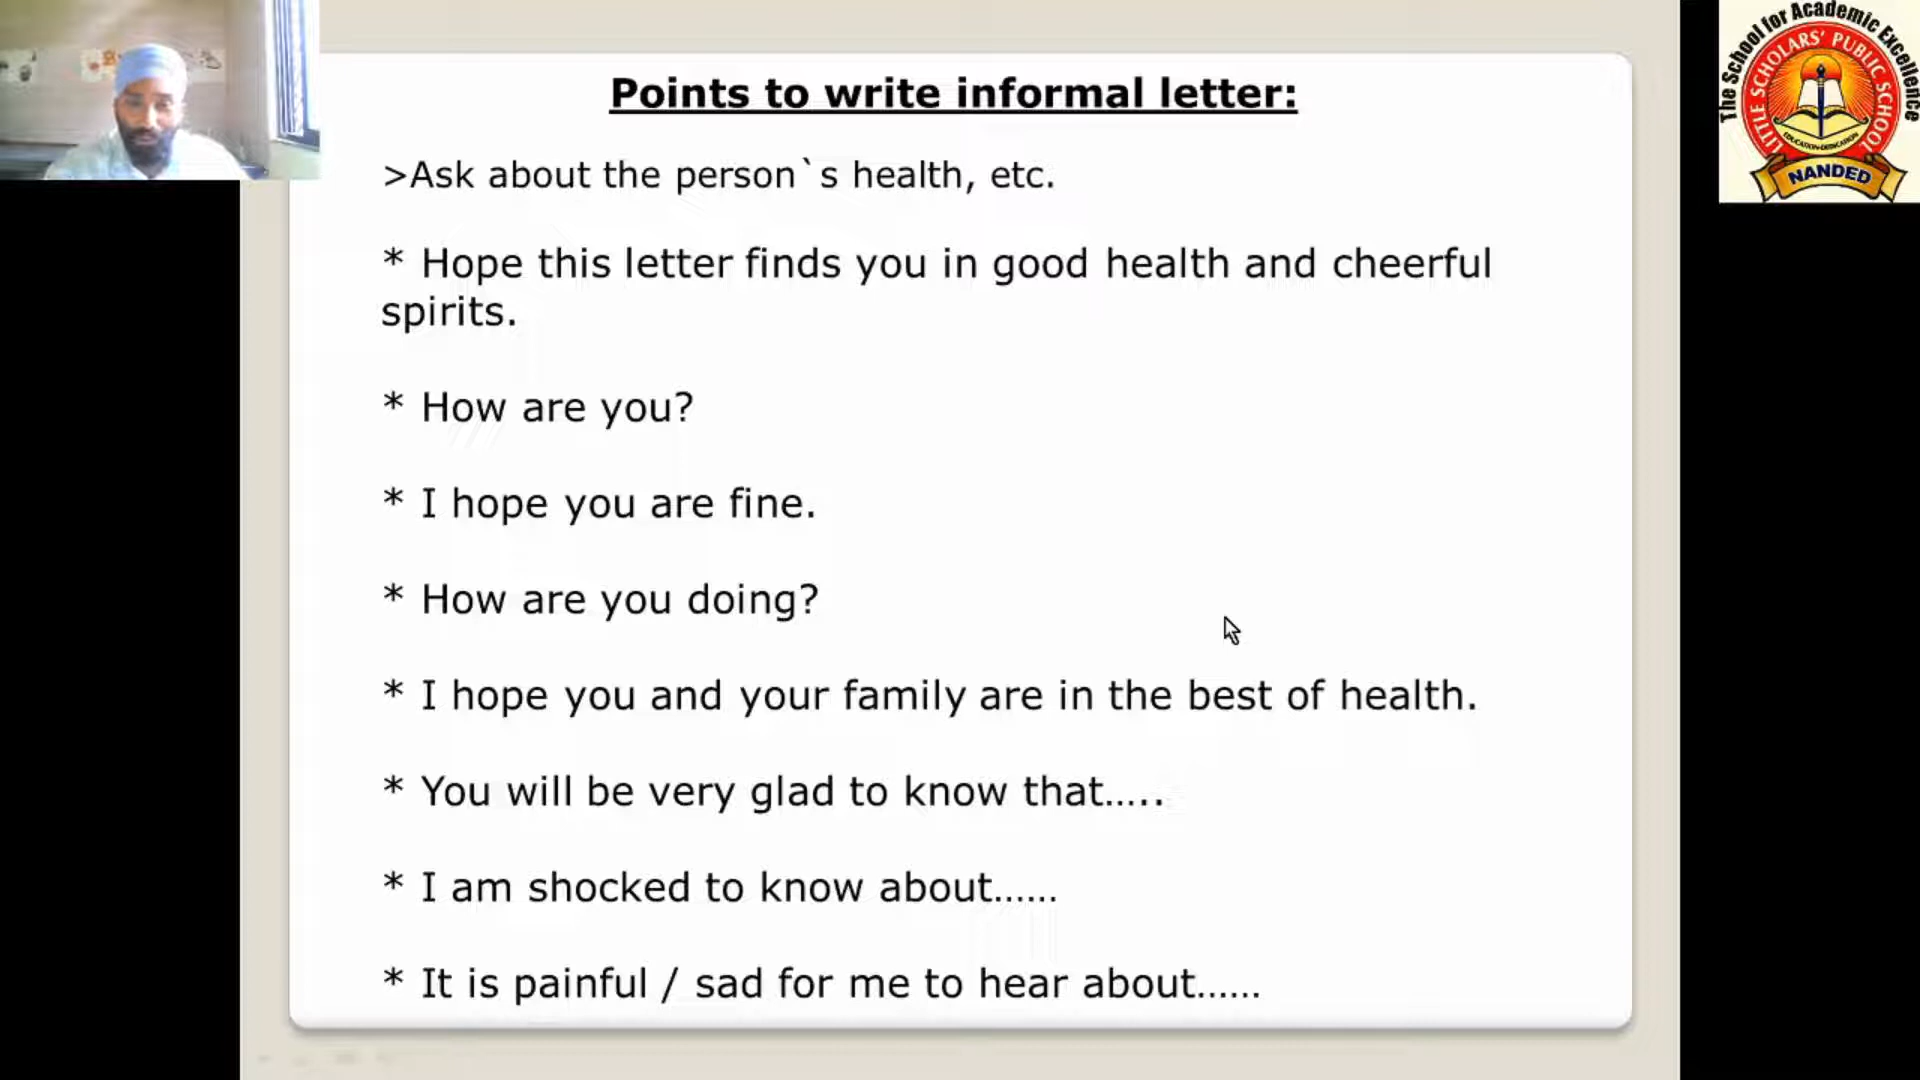 Points to write informal letter:
>Ask about the person`s health, etc.
* Hope this letter finds you in good health and cheerful
spirits.
* How are you?
* I hope you are fine.
* How are you doing?
* I hope you and your family are in the best of health.
* You will be very glad to know that.....
* I am shocked to know about......
* It is painful / sad for me to hear about......
The School for Academic Excellence
LITTLE SCHOLARS' PUBLIC SCHOOL
EDUCATION-DEDICATION
NANDED